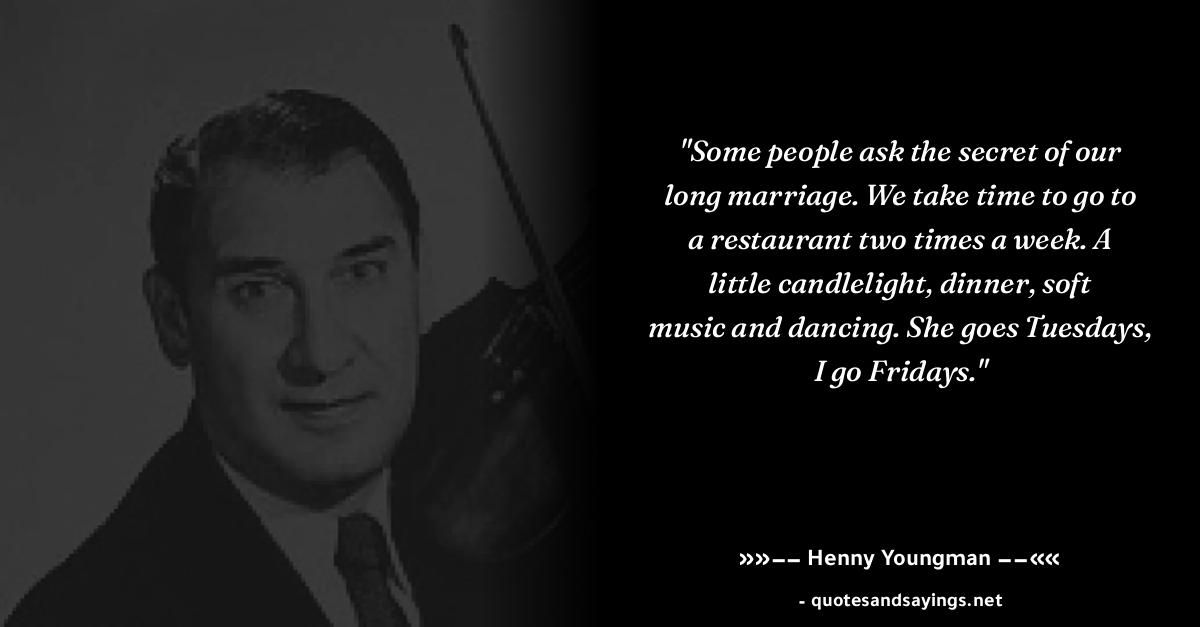 "Some people ask the secret of our
long marriage. We take time to go to
a restaurant two times a week. A
little candlelight, dinner, soft
music and dancing. She goes Tuesdays,
I go Fridays."
»»−− Henny Youngman −−««
- quotesandsayings.net